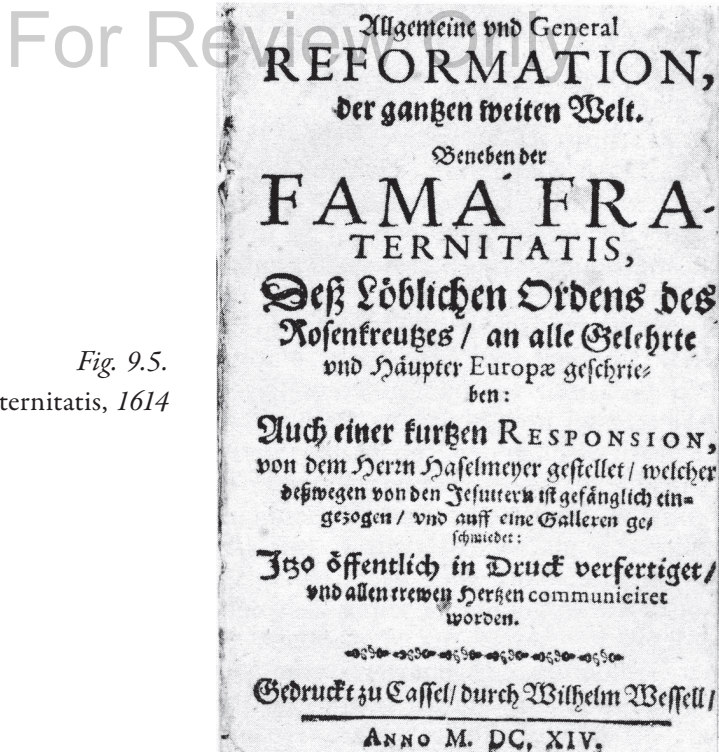 For Review Only
Allgemeine vnd General
REFORMATION,
der gantzen weiten Welt.
Beneben der
FAMA FRA-
TERNITATIS,
Deß Löblichen Ordens des
Rosenkreutzes / an alle Gelehrte
vnd Häupter Europæ geschrie-
ben:
Auch einer kurtzen RESPONSION,
von dem Herrn Haselmeyer gestellet / welcher
deßwegen von den Jesuitern ist gefänglich ein-
gezogen / vnd auff eine Galleren ge-
schmiedet:
Itzo öffentlich in Druck verfertiget /
vnd allen trewen Hertzen communiciret
worden.
Gedruckt zu Cassel / durch Wilhelm Wessell /
ANNO M. DC, XIV.
Fig. 9.5.
ternitatis, 1614